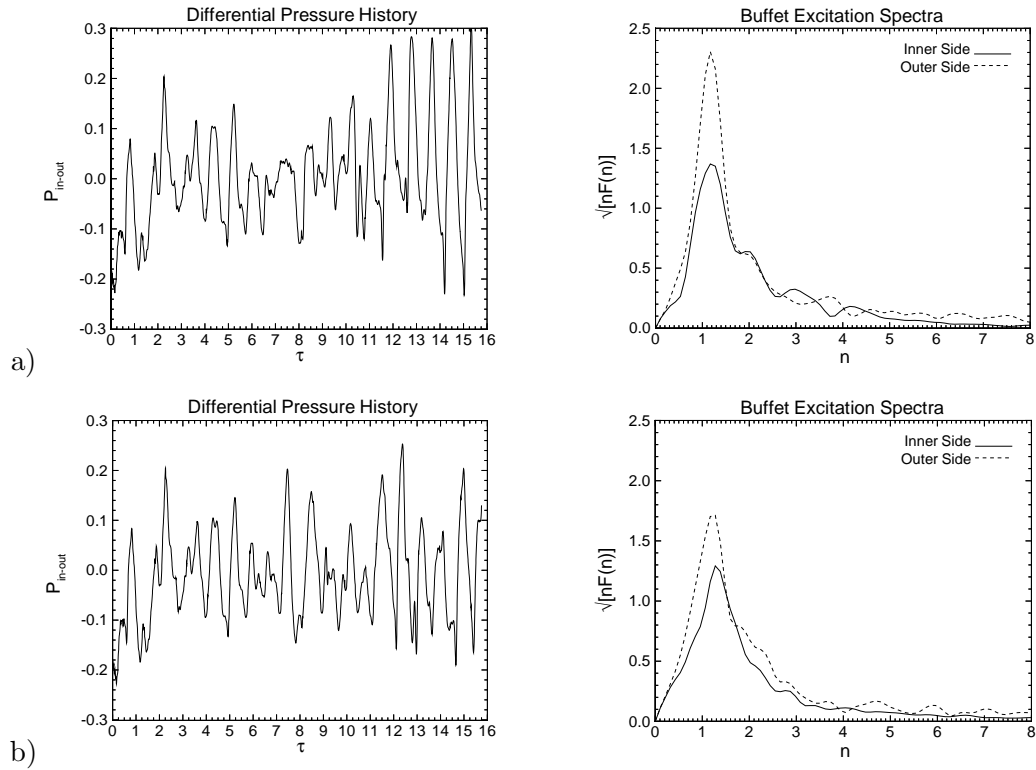 Differential Pressure History
0.3
0.2
0.1
0.0
-0.1
-0.2
-0.3
P in-out
0 1 2 3 4 5 6 7 8 9 10 11 12 13 14 15 16
τ
a)
Buffet Excitation Spectra
Inner Side
Outer Side
2.5
2.0
1.5
1.0
0.5
0.0
√[nF(n)]
0 1 2 3 4 5 6 7 8
n
Differential Pressure History
0.3
0.2
0.1
0.0
-0.1
-0.2
-0.3
P in-out
0 1 2 3 4 5 6 7 8 9 10 11 12 13 14 15 16
τ
b)
Buffet Excitation Spectra
Inner Side
Outer Side
2.5
2.0
1.5
1.0
0.5
0.0
√[nF(n)]
0 1 2 3 4 5 6 7 8
n